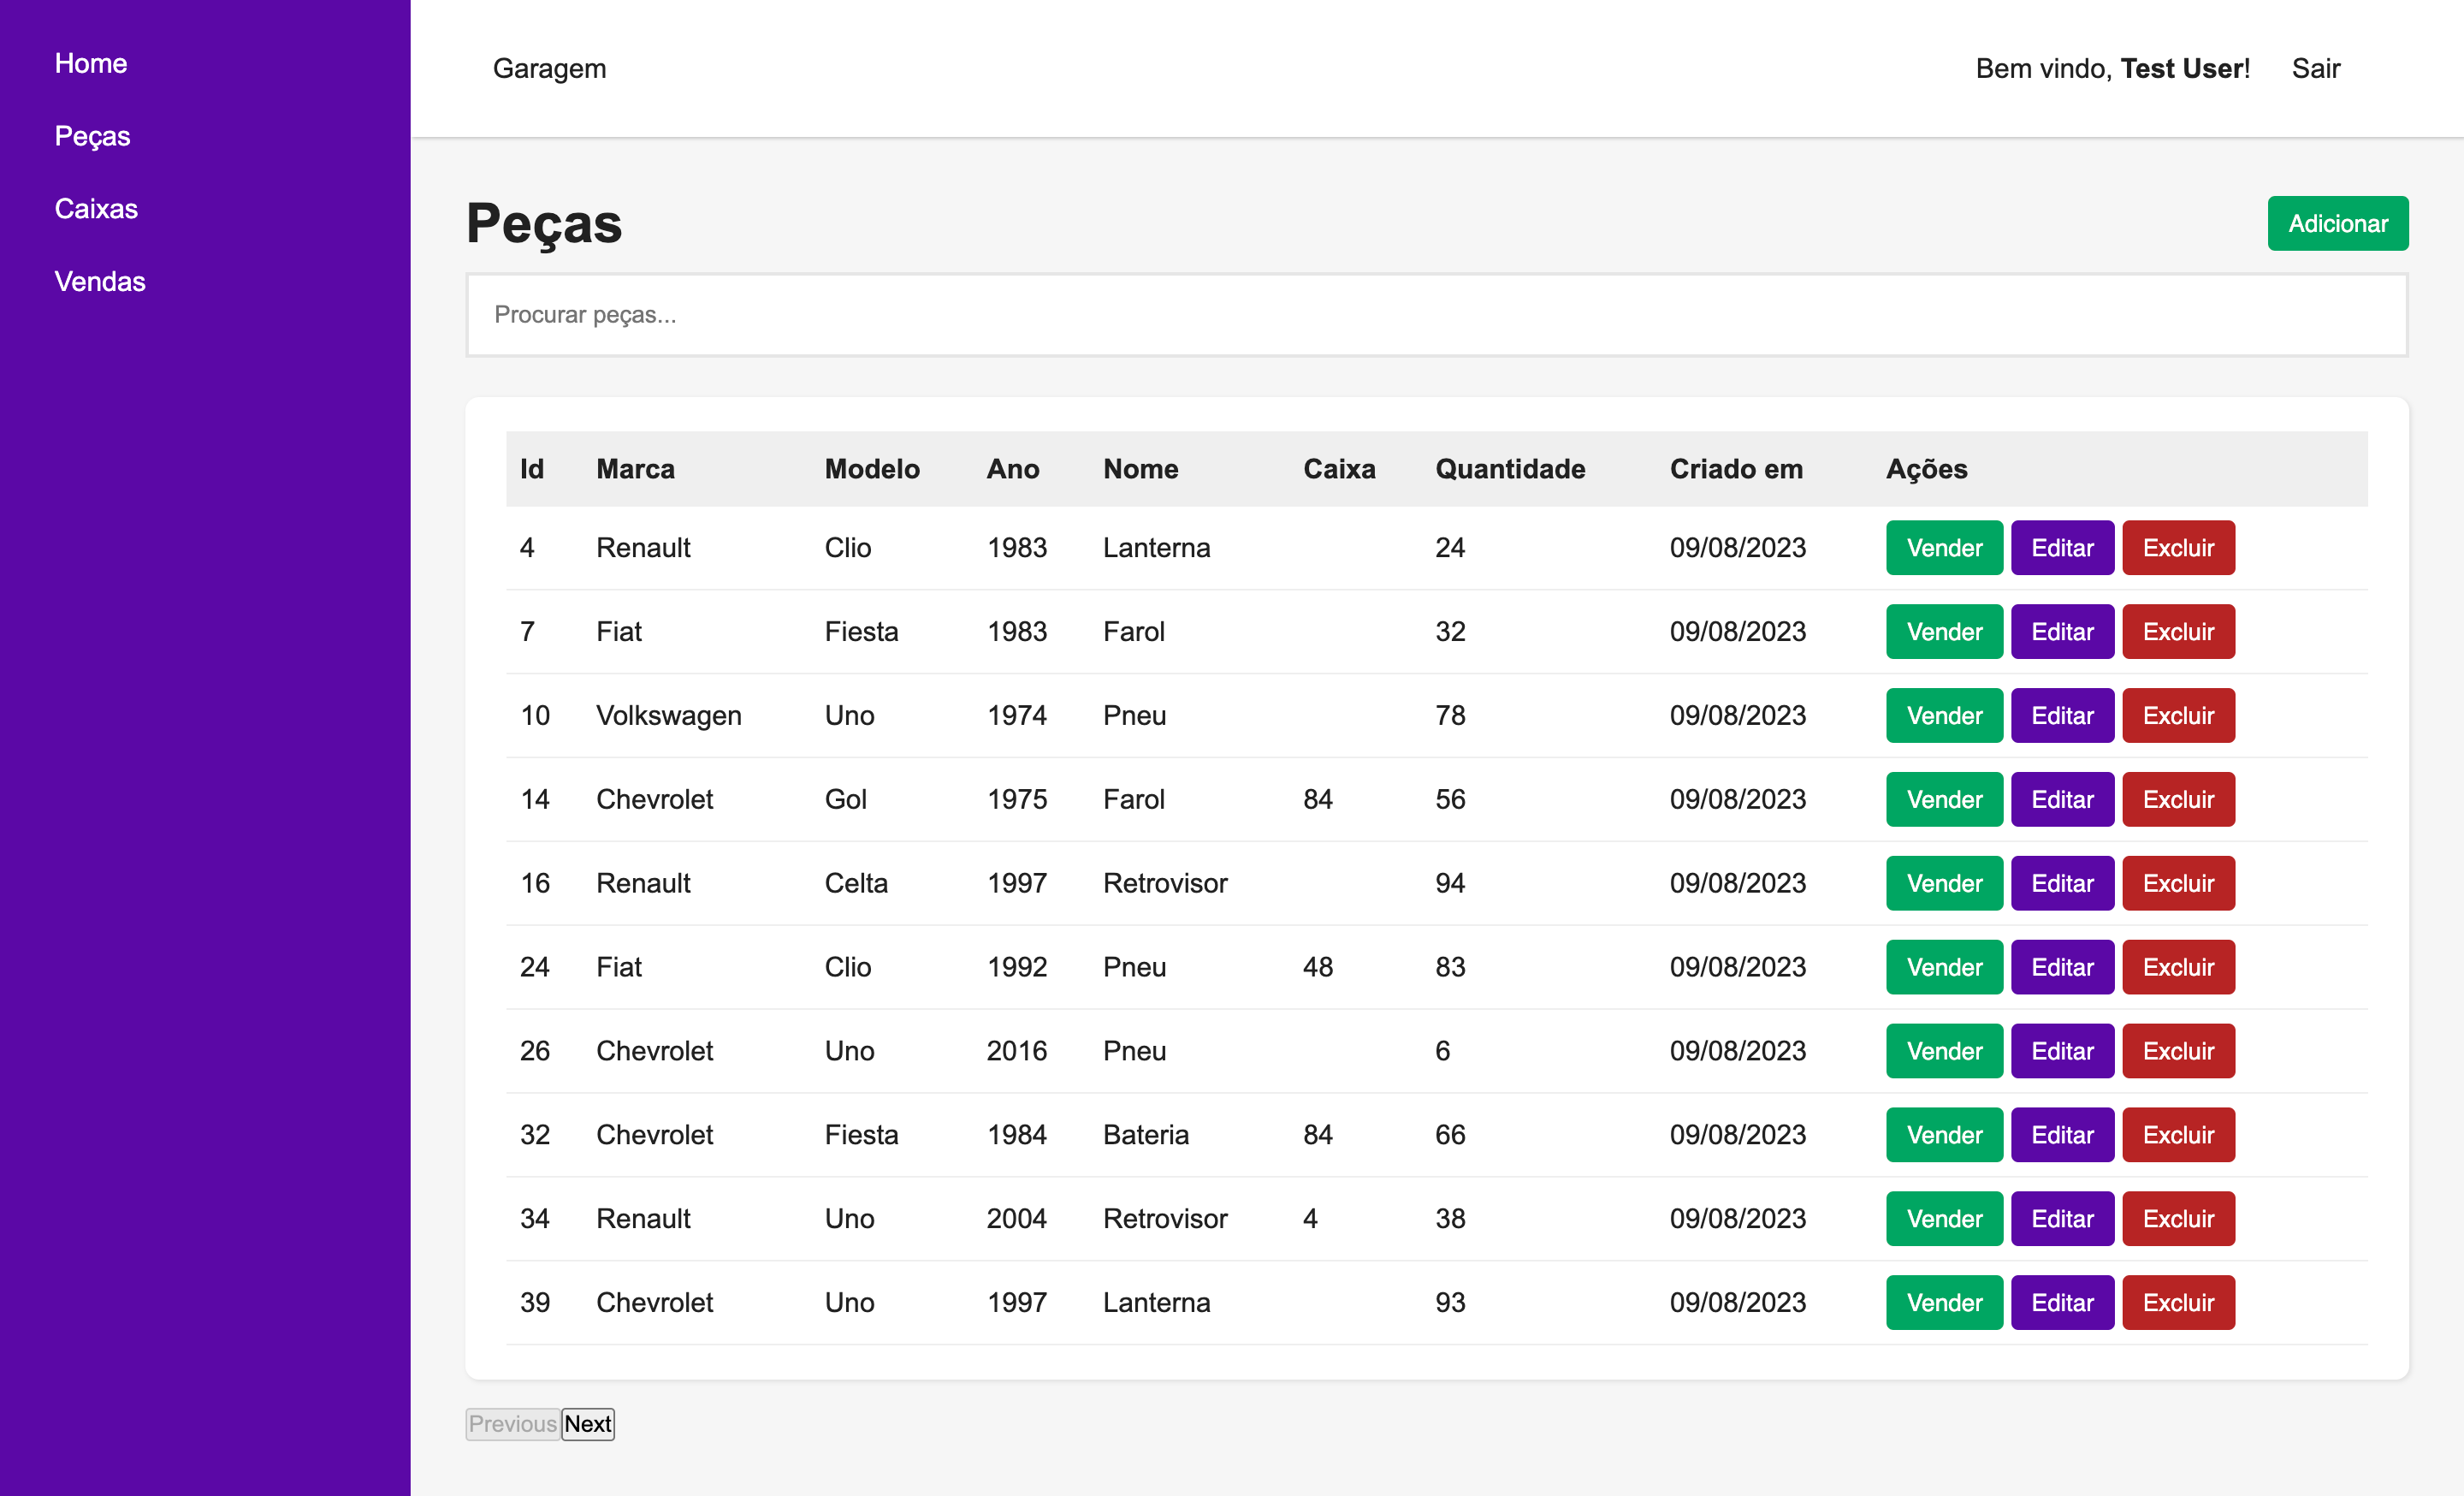 Home
Peças
Caixas
Vendas
Garagem
Bem vindo, Test User! Sair
Peças
Adicionar
Procurar peças...
Id Marca Modelo Ano Nome Caixa Quantidade Criado em Ações
4 Renault Clio 1983 Lanterna 24 09/08/2023 Vender Editar Excluir
7 Fiat Fiesta 1983 Farol 32 09/08/2023 Vender Editar Excluir
10 Volkswagen Uno 1974 Pneu 78 09/08/2023 Vender Editar Excluir
14 Chevrolet Gol 1975 Farol 84 56 09/08/2023 Vender Editar Excluir
16 Renault Celta 1997 Retrovisor 94 09/08/2023 Vender Editar Excluir
24 Fiat Clio 1992 Pneu 48 83 09/08/2023 Vender Editar Excluir
26 Chevrolet Uno 2016 Pneu 6 09/08/2023 Vender Editar Excluir
32 Chevrolet Fiesta 1984 Bateria 84 66 09/08/2023 Vender Editar Excluir
34 Renault Uno 2004 Retrovisor 4 38 09/08/2023 Vender Editar Excluir
39 Chevrolet Uno 1997 Lanterna 93 09/08/2023 Vender Editar Excluir
Previous Next